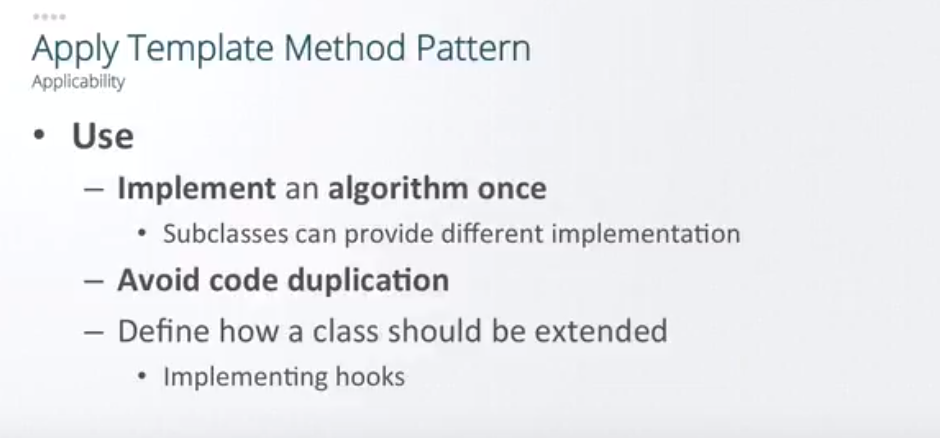 Apply Template Method Pattern
Applicability
• Use
– Implement an algorithm once
• Subclasses can provide different implementation
– Avoid code duplication
– Define how a class should be extended
• Implementing hooks